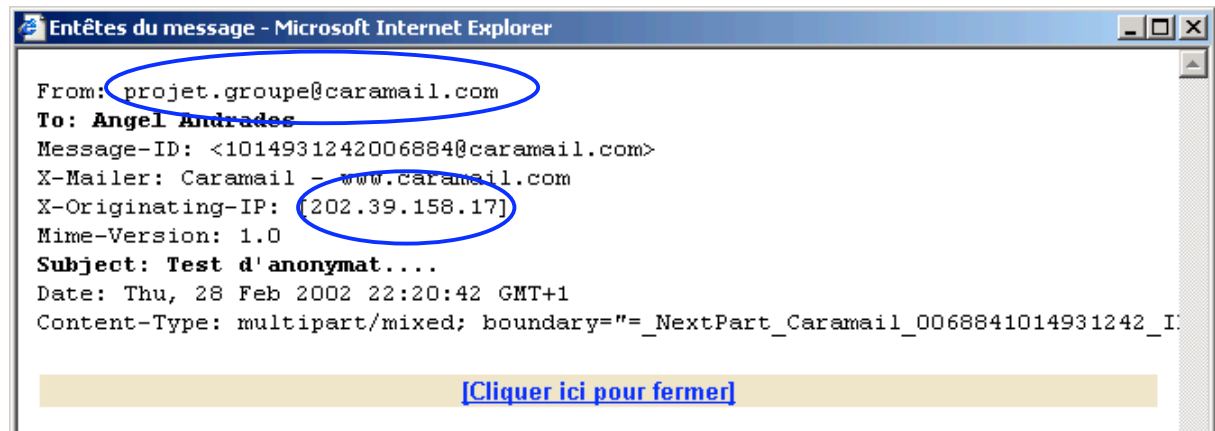 Entêtes du message - Microsoft Internet Explorer
From: projet.groupe@caramail.com
To: Angel Andrades
Message-ID: <1014931242006884@caramail.com>
X-Mailer: Caramail - www.caramail.com
X-Originating-IP: [202.39.158.17]
Mime-Version: 1.0
Subject: Test d'anonymat....
Date: Thu, 28 Feb 2002 22:20:42 GMT+1
Content-Type: multipart/mixed; boundary="=_NextPart_Caramail_0068841014931242_I
[Cliquer ici pour fermer]